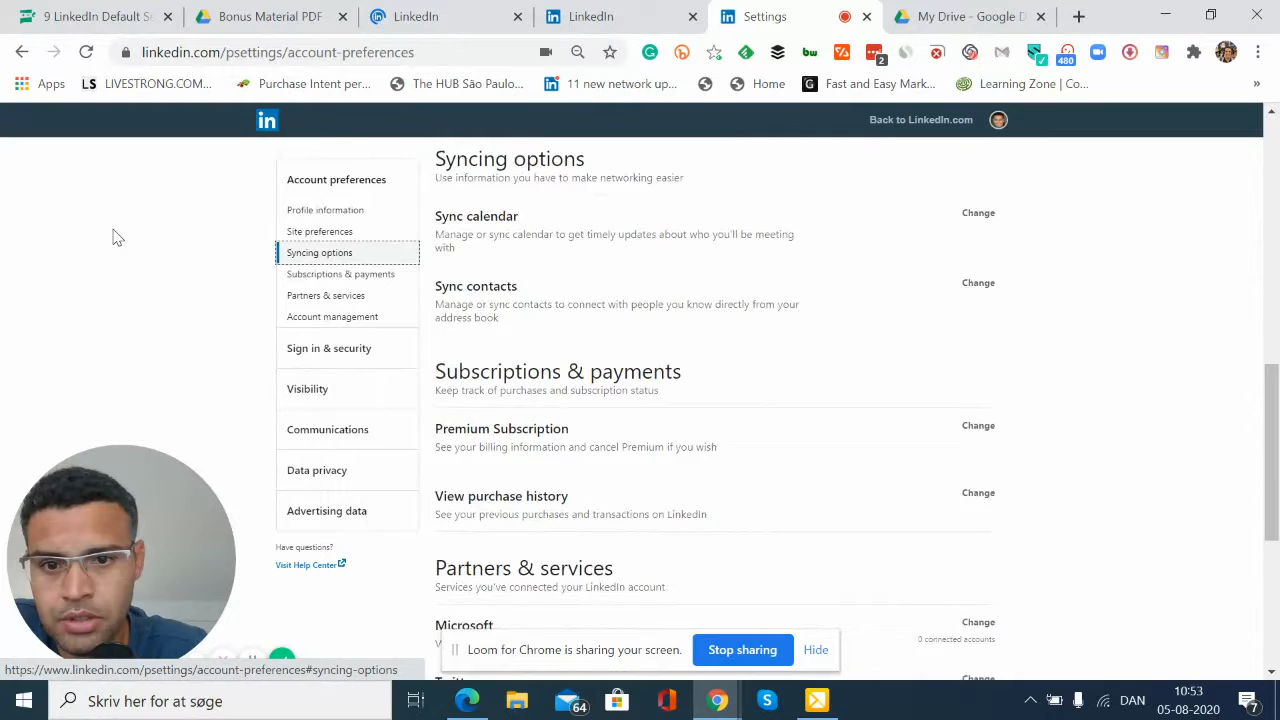 9 LinkedIn Default Se
Bonus Material PDF
LinkedIn
LinkedIn
Settings
My Drive - Google D
linkedin.com/psettings/account-preferences
2
480
Apps
LS LIVESTRONG.COM...
Purchase Intent per...
The HUB São Paulo...
11 new network up...
Home
G Fast and Easy Mark...
Learning Zone | Co...
»
in
Back to LinkedIn.com
Account preferences
Profile information
Site preferences
Syncing options
Subscriptions & payments
Partners & services
Account management
Sign in & security
Visibility
Communications
Data privacy
Advertising data
Have questions?
Visit Help Center
Syncing options
Use information you have to make networking easier
Sync calendar
Change
Manage or sync calendar to get timely updates about who you'll be meeting
with
Sync contacts
Change
Manage or sync contacts to connect with people you know directly from your
address book
Subscriptions & payments
Keep track of purchases and subscription status
Premium Subscription
Change
See your billing information and cancel Premium if you wish
View purchase history
Change
See your previous purchases and transactions on LinkedIn
Partners & services
Services you've connected your LinkedIn account
Microsoft
Change
0 connected accounts
Loom for Chrome is sharing your screen.
Stop sharing
Hide
https://www.linkedin.com/psettings/account-preferences#syncing-options
Skriv her for at søge
64
DAN
10:53
05-08-2020
7